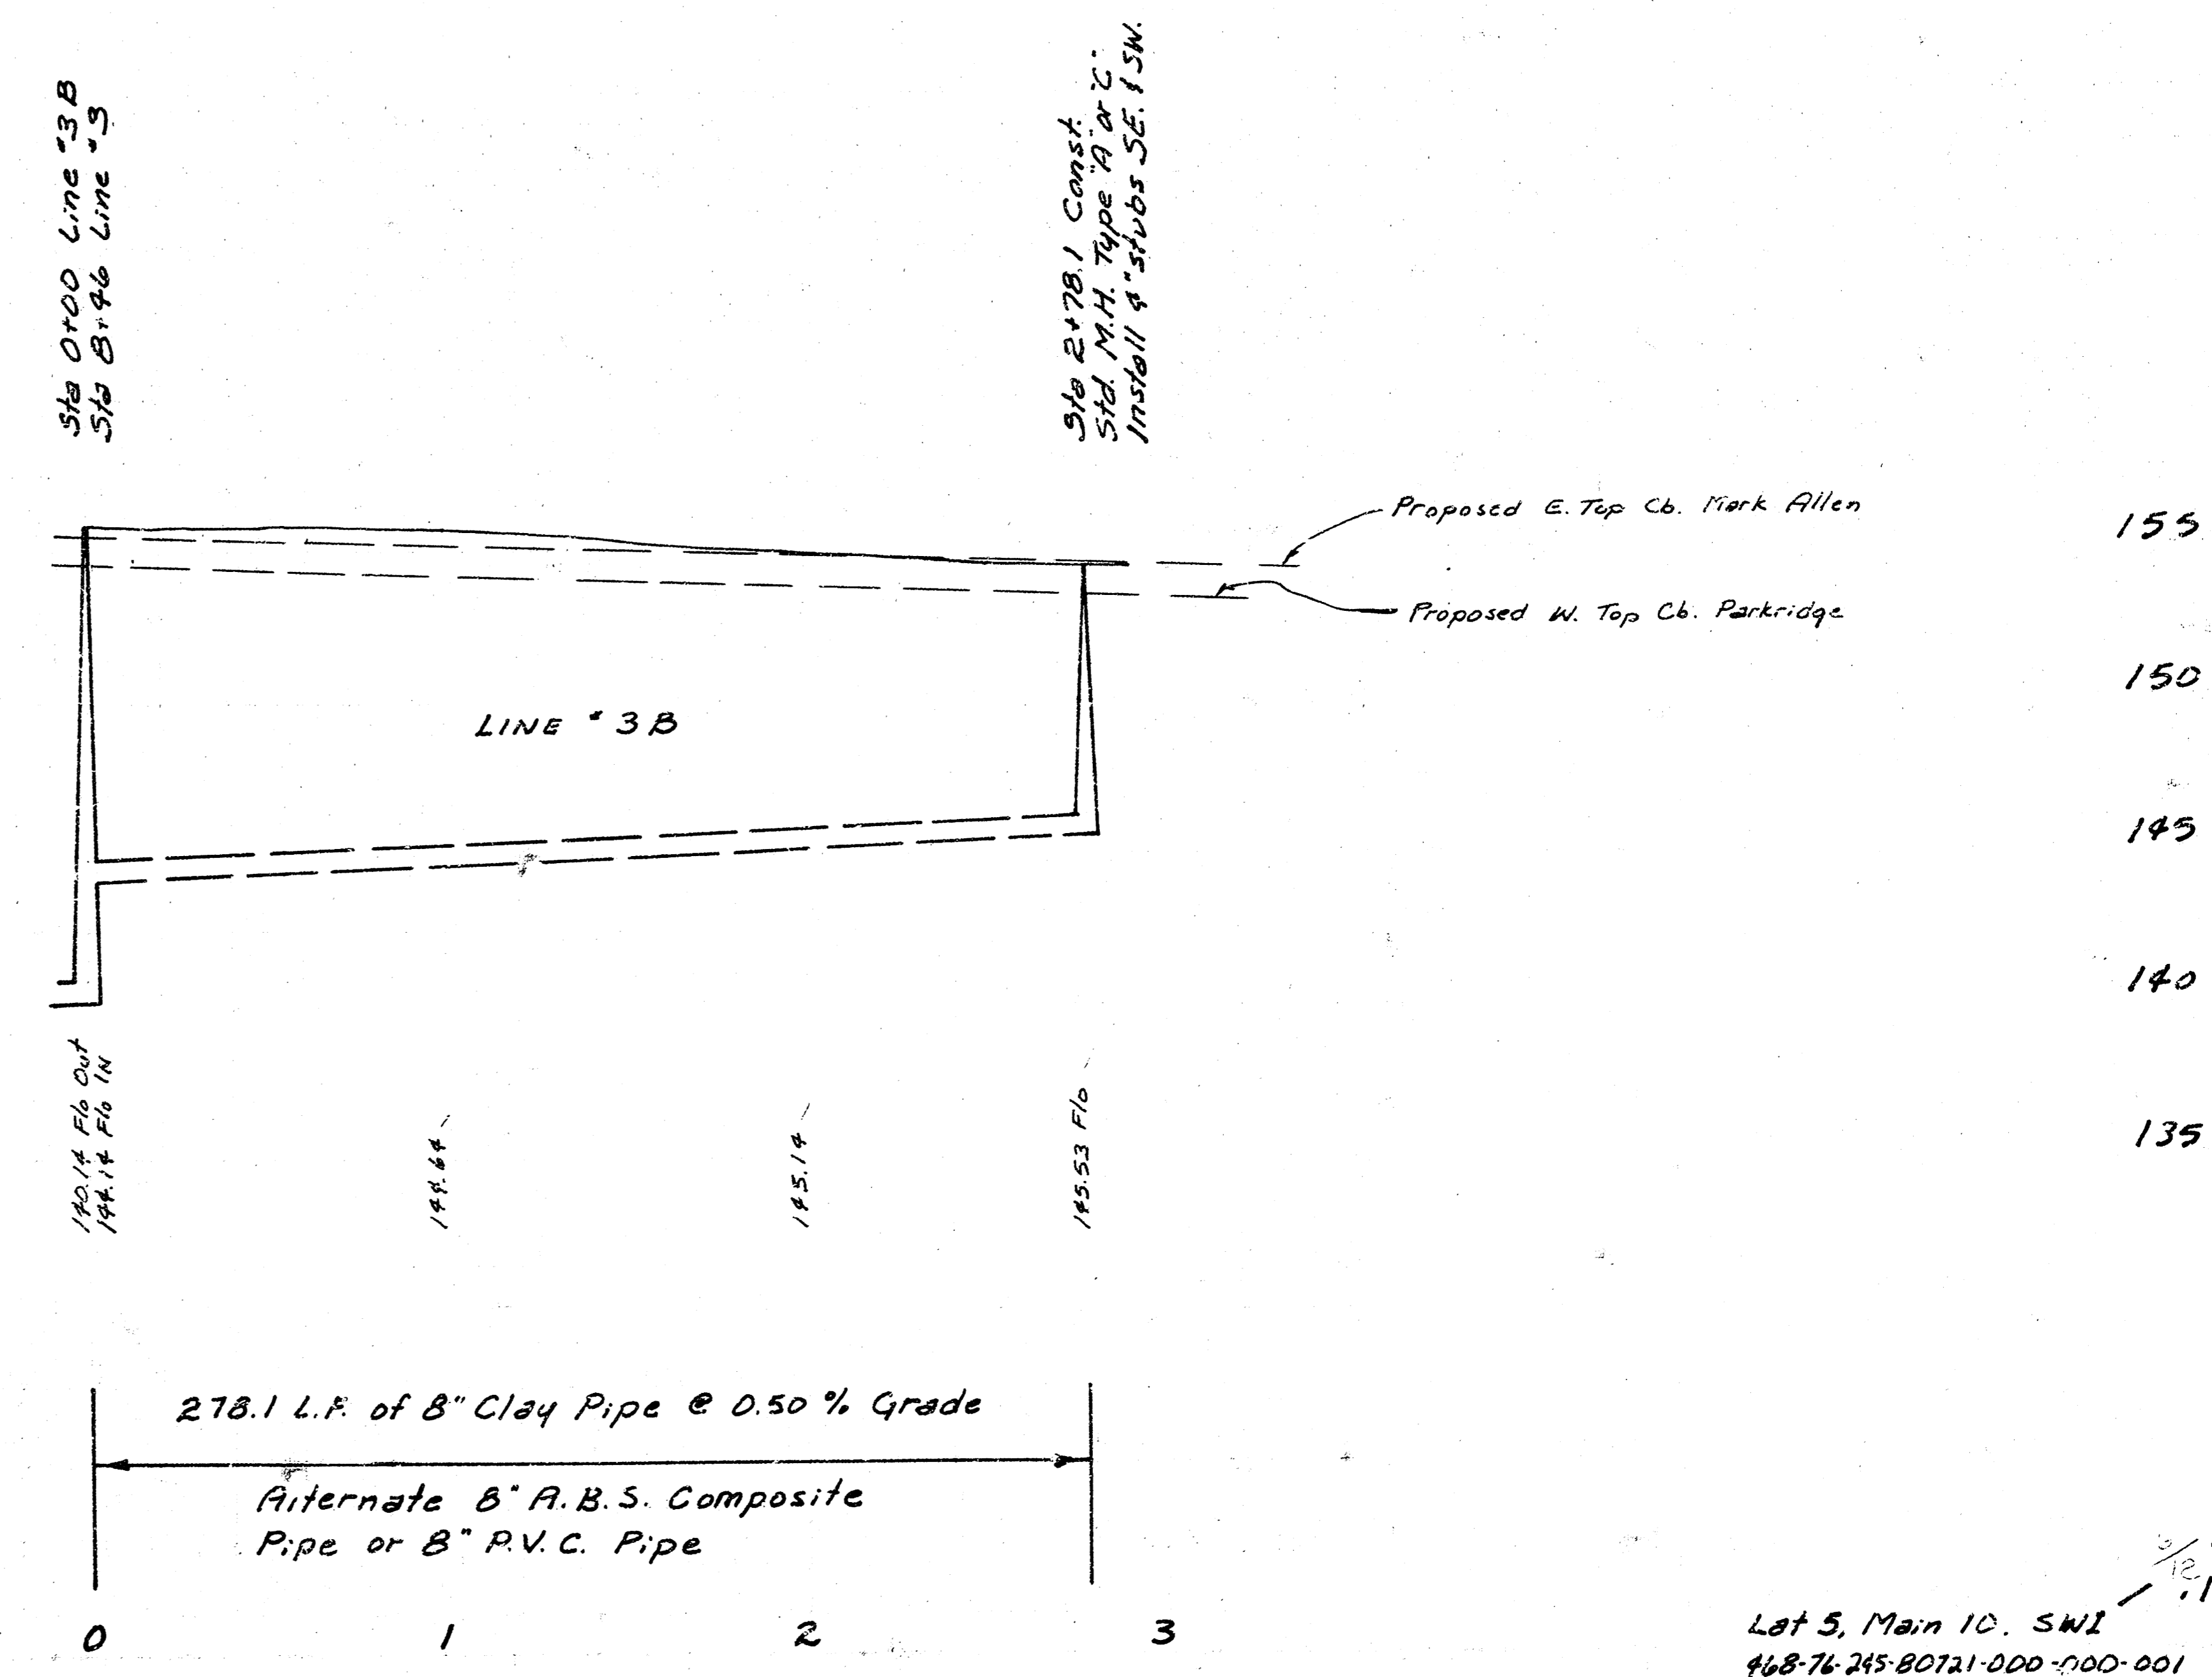 Sta 0+00 Line #3B
Sta 8+46 Line #3
Sta 2+78.1 Const.
Std. M.H. Type "A" or "C"
Install 4" stubs SE. & SW.
Proposed E. Top Cb. Mark Allen
Proposed W. Top Cb. Parkridge
155
150
145
140
135
LINE #3B
140.14 Flo Out
144.14 Flo IN
144.64
145.14
145.53 Flo
278.1 L.F. of 8" Clay Pipe @ 0.50% Grade
Alternate 8" A.B.S. Composite
Pipe or 8" P.V.C. Pipe
0 1 2 3
Lat 5, Main 10. SWI
468-76-245-80721-000-000-001